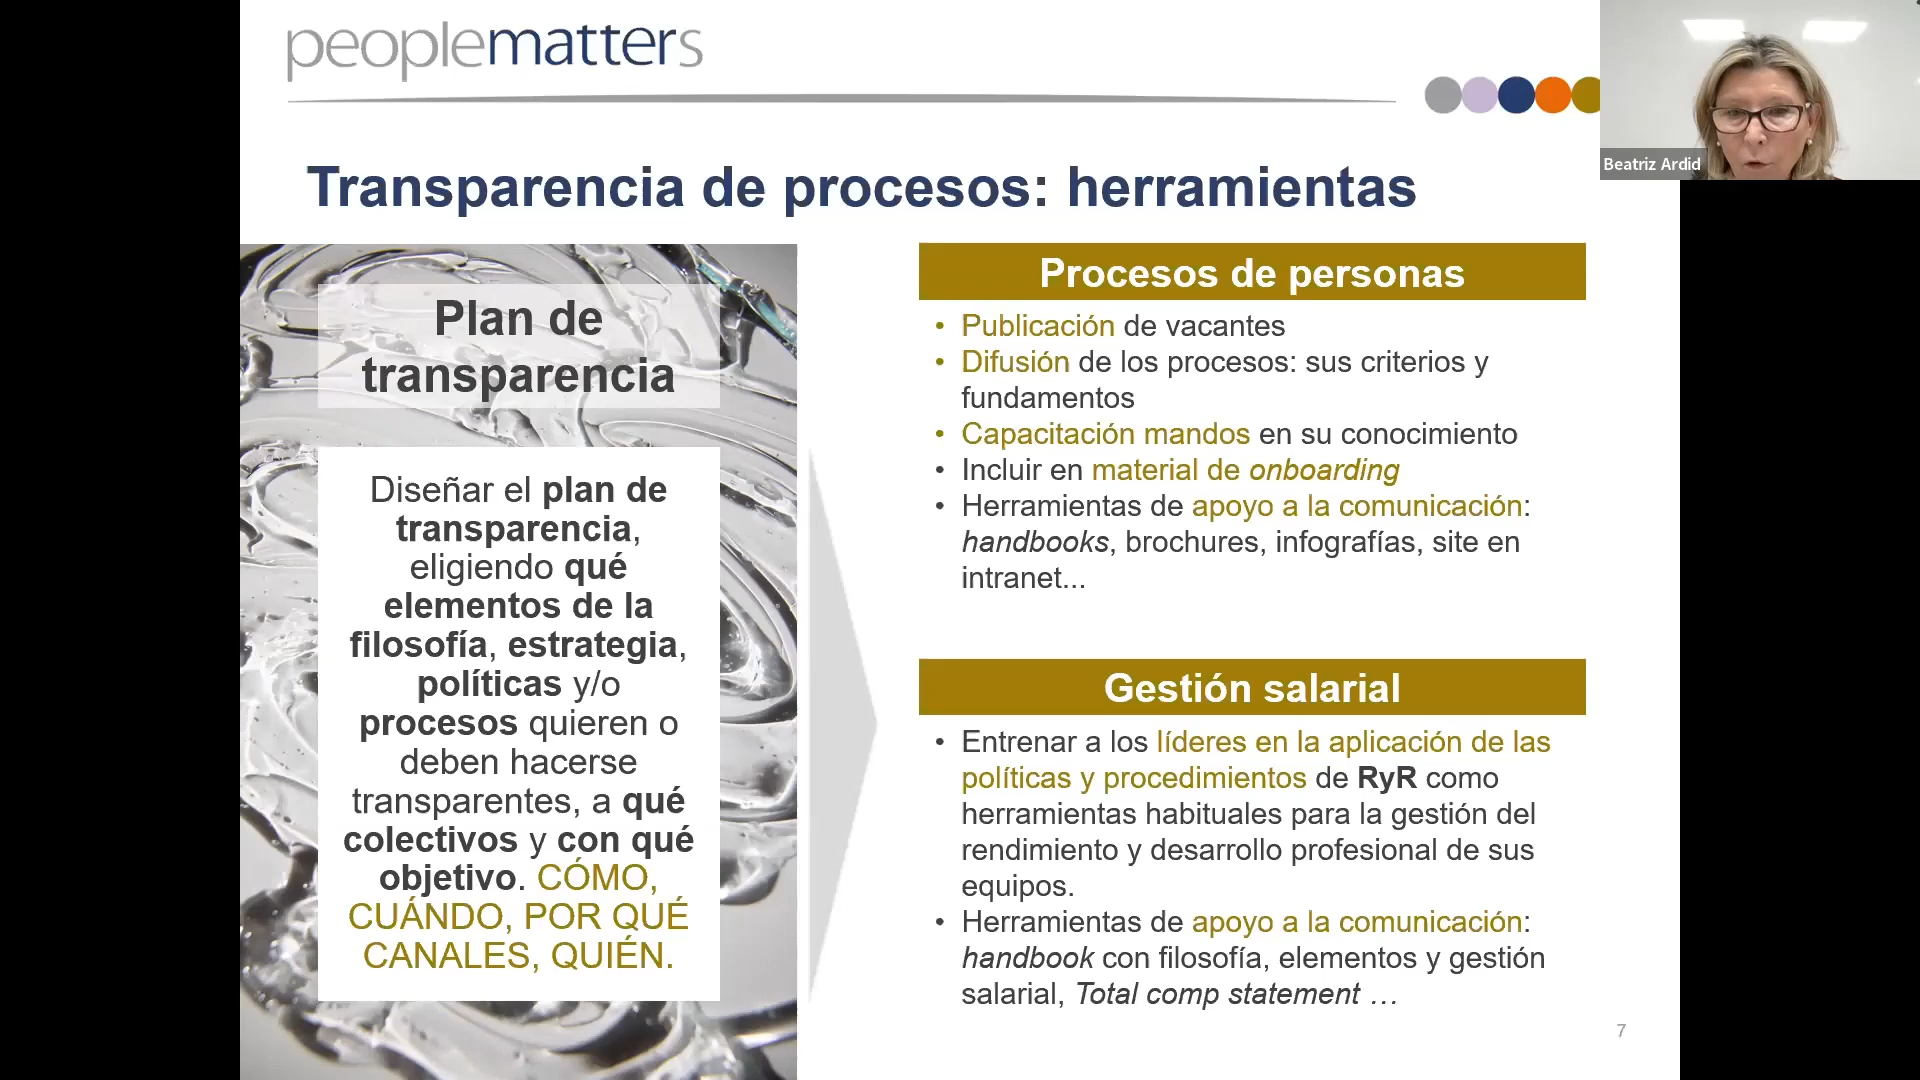 peoplematters
Beatriz Ardid
Transparencia de procesos: herramientas
Plan de
transparencia
Diseñar el plan de
transparencia,
eligiendo qué
elementos de la
filosofía, estrategia,
políticas y/o
procesos quieren o
deben hacerse
transparentes, a qué
colectivos y con qué
objetivo. CÓMO,
CUÁNDO, POR QUÉ
CANALES, QUIÉN.
Procesos de personas
• Publicación de vacantes
• Difusión de los procesos: sus criterios y
fundamentos
• Capacitación mandos en su conocimiento
• Incluir en material de onboarding
• Herramientas de apoyo a la comunicación:
handbooks, brochures, infografías, site en
intranet...
Gestión salarial
• Entrenar a los líderes en la aplicación de las
políticas y procedimientos de RyR como
herramientas habituales para la gestión del
rendimiento y desarrollo profesional de sus
equipos.
• Herramientas de apoyo a la comunicación:
handbook con filosofía, elementos y gestión
salarial, Total comp statement …
7